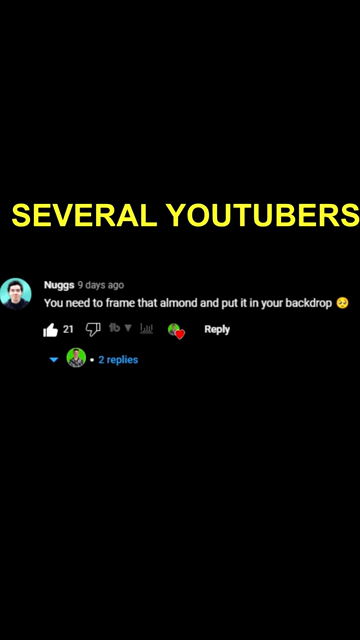 SEVERAL YOUTUBERS
Nuggs 9 days ago
You need to frame that almond and put it in your backdrop 🥺
21 Reply
• 2 replies